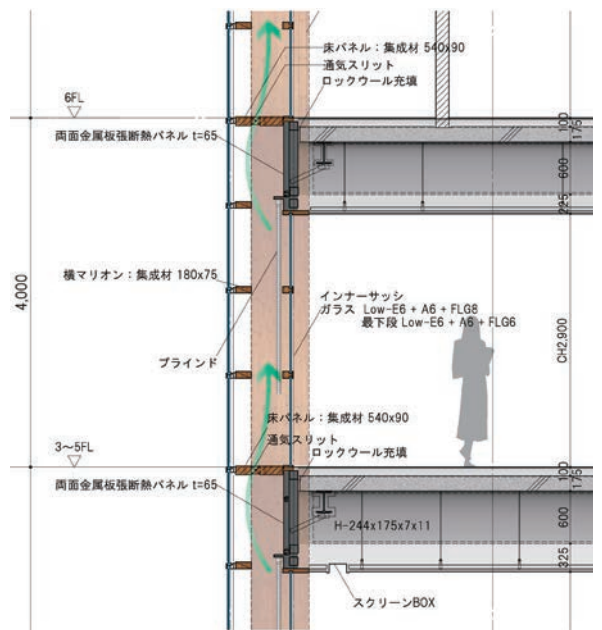 床パネル：集成材 540x90
通気スリット
ロックウール充填
6FL
両面金属板張断熱パネル t=65
100
175
600
225
4,000
横マリオン：集成材 180x75
インナーサッシ
ガラス Low-E6 + A6 + FLG8
最下段 Low-E6 + A6 + FLG6
ブラインド
CH2,900
床パネル：集成材 540x90
通気スリット
ロックウール充填
3～5FL
両面金属板張断熱パネル t=65
100
175
600
325
H-244x175x7x11
スクリーンBOX